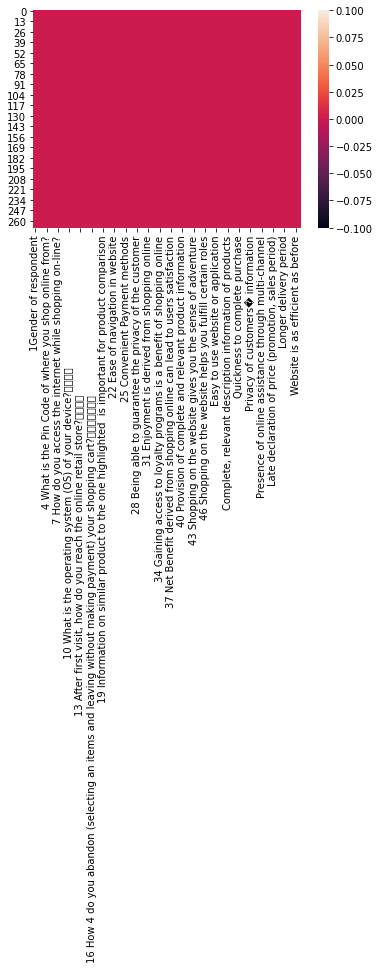 0
13
26
39
52
65
78
91
104
117
130
143
156
169
182
195
208
221
234
247
260
0.100
0.075
0.050
0.025
0.000
−0.025
−0.050
−0.075
−0.100
1Gender of respondent
4 What is the Pin Code of where you shop online from?
7 How do you access the internet while shopping on-line?
10 What is the operating system (OS) of your device?□□□□
13 After first visit, how do you reach the online retail store?□□□□
16 How 4 do you abandon (selecting an items and leaving without making payment) your shopping cart?□□□□□□□
19 Information on similar product to the one highlighted  is important for product comparison
22 Ease of navigation in website
25 Convenient Payment methods
28 Being able to guarantee the privacy of the customer
31 Enjoyment is derived from shopping online
34 Gaining access to loyalty programs is a benefit of shopping online
37 Net Benefit derived from shopping online can lead to users satisfaction
40 Provision of complete and relevant product information
43 Shopping on the website gives you the sense of adventure
46 Shopping on the website helps you fulfill certain roles
Easy to use website or application
Complete, relevant description information of products
Quickness to complete purchase
Privacy of customers� information
Presence of online assistance through multi-channel
Late declaration of price (promotion, sales period)
Longer delivery period
Website is as efficient as before